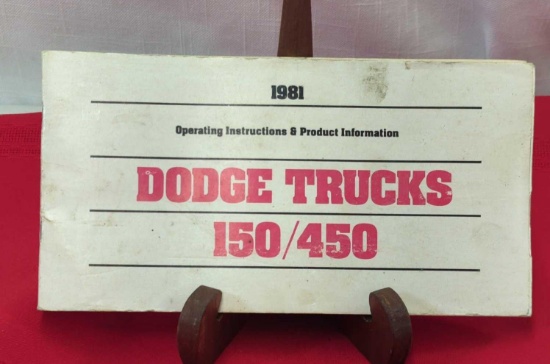 1981
Operating Instructions & Product Information
DODGE TRUCKS
150/450